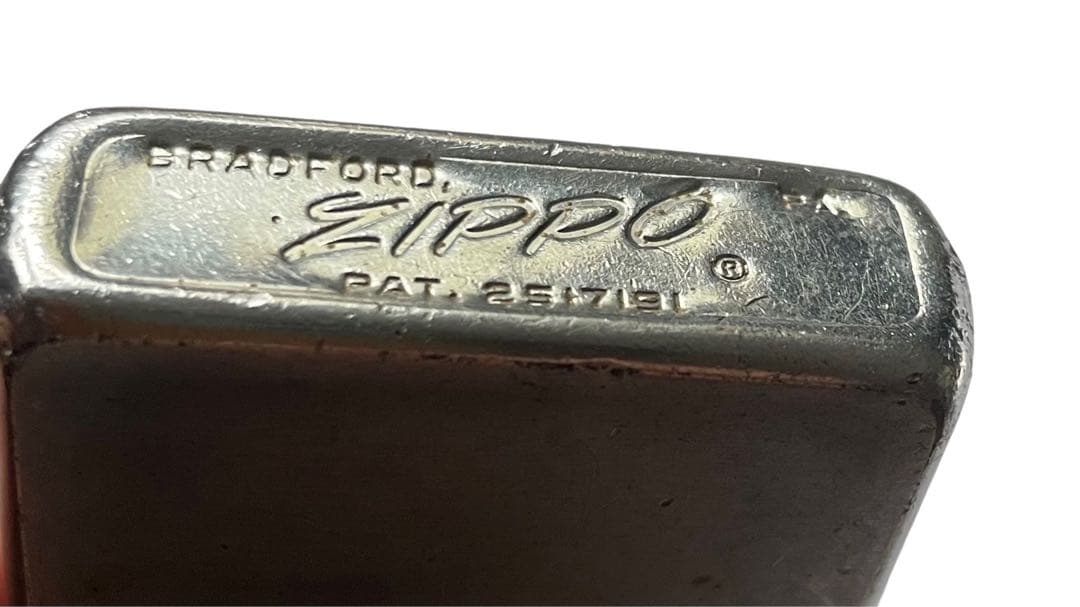 BRADFORD, PA.
ZIPPO ®
PAT. 2517191